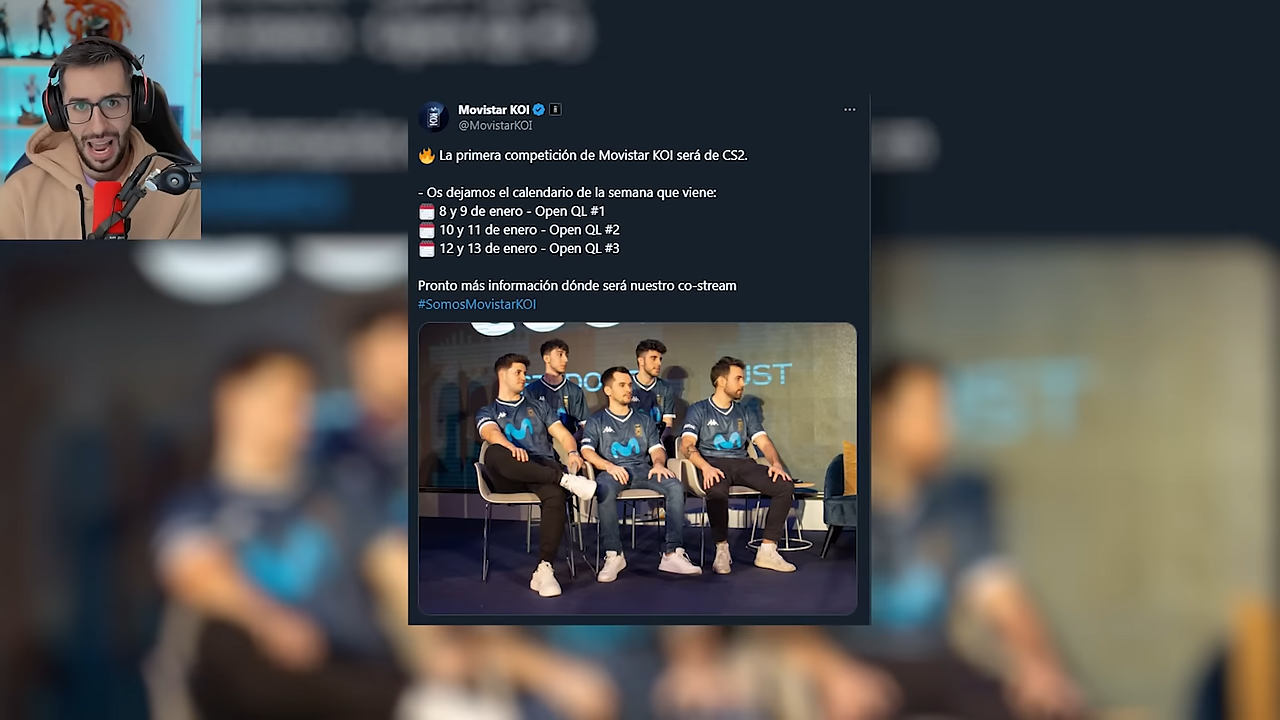 Movistar KOI
@MovistarKOI
🔥 La primera competición de Movistar KOI será de CS2.
- Os dejamos el calendario de la semana que viene:
8 y 9 de enero - Open QL #1
10 y 11 de enero - Open QL #2
12 y 13 de enero - Open QL #3
Pronto más información dónde será nuestro co-stream
#SomosMovistarKOI